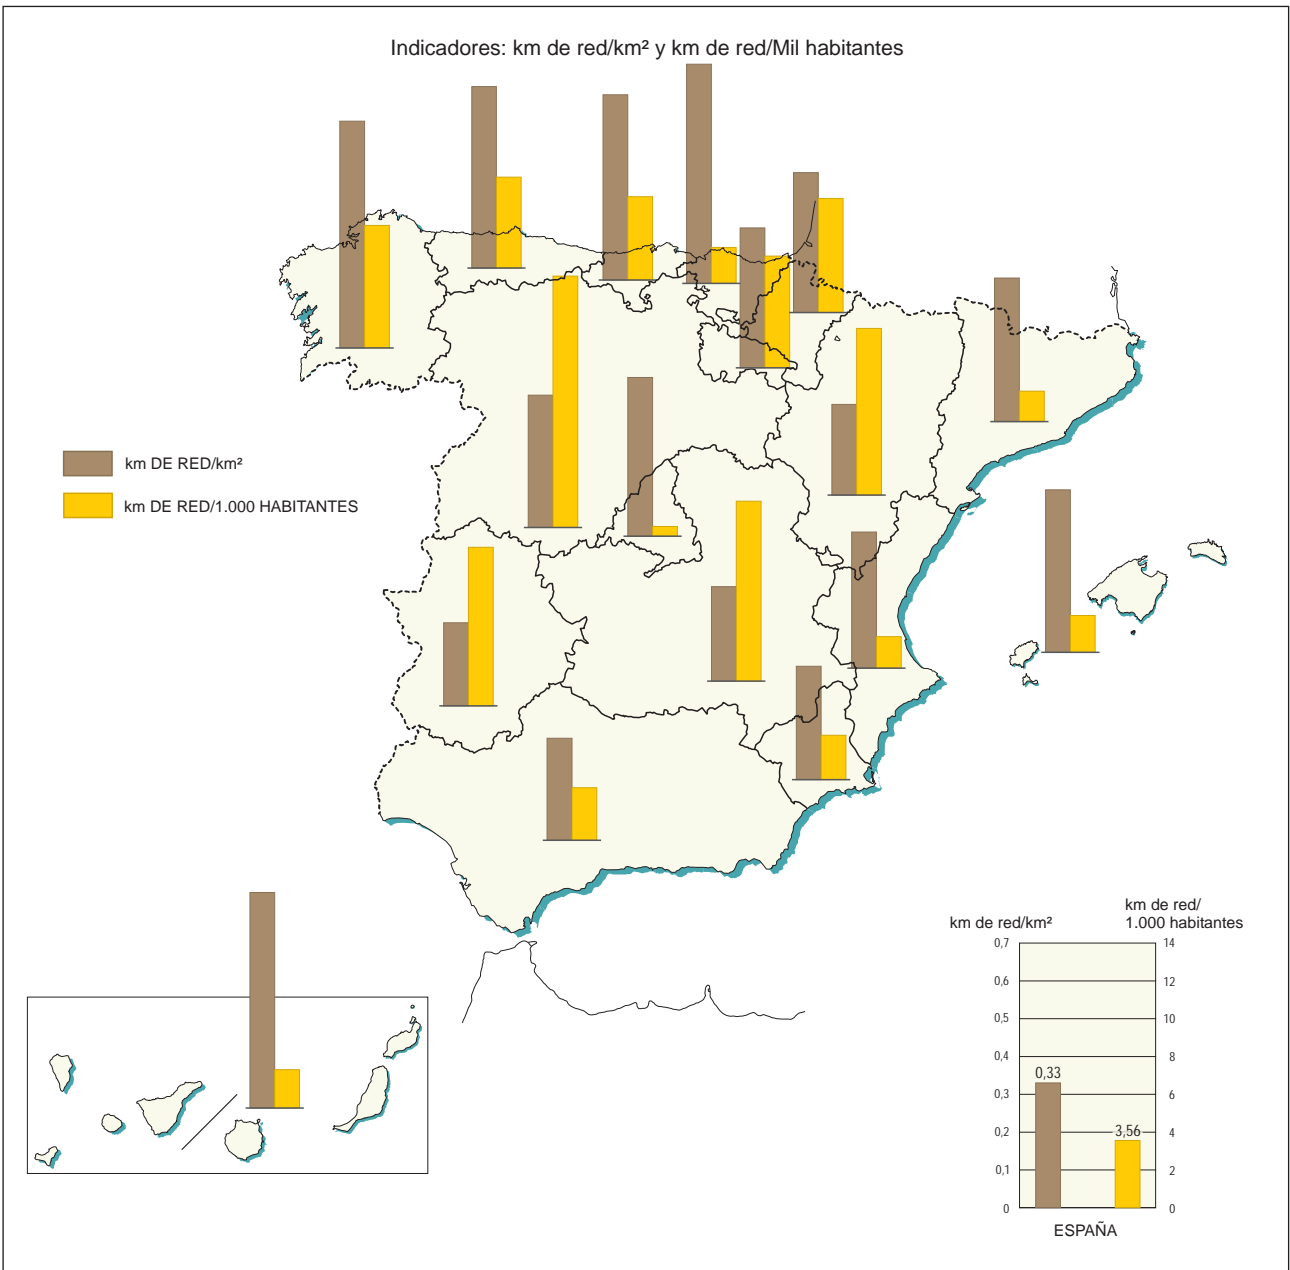 Indicadores: km de red/km² y km de red/Mil habitantes
km DE RED/km²
km DE RED/1.000 HABITANTES
km de red/km²
km de red/
1.000 habitantes
0,7
0,6
0,5
0,4
0,3
0,2
0,1
0
0,33
3,56
14
12
10
8
6
4
2
0
ESPAÑA